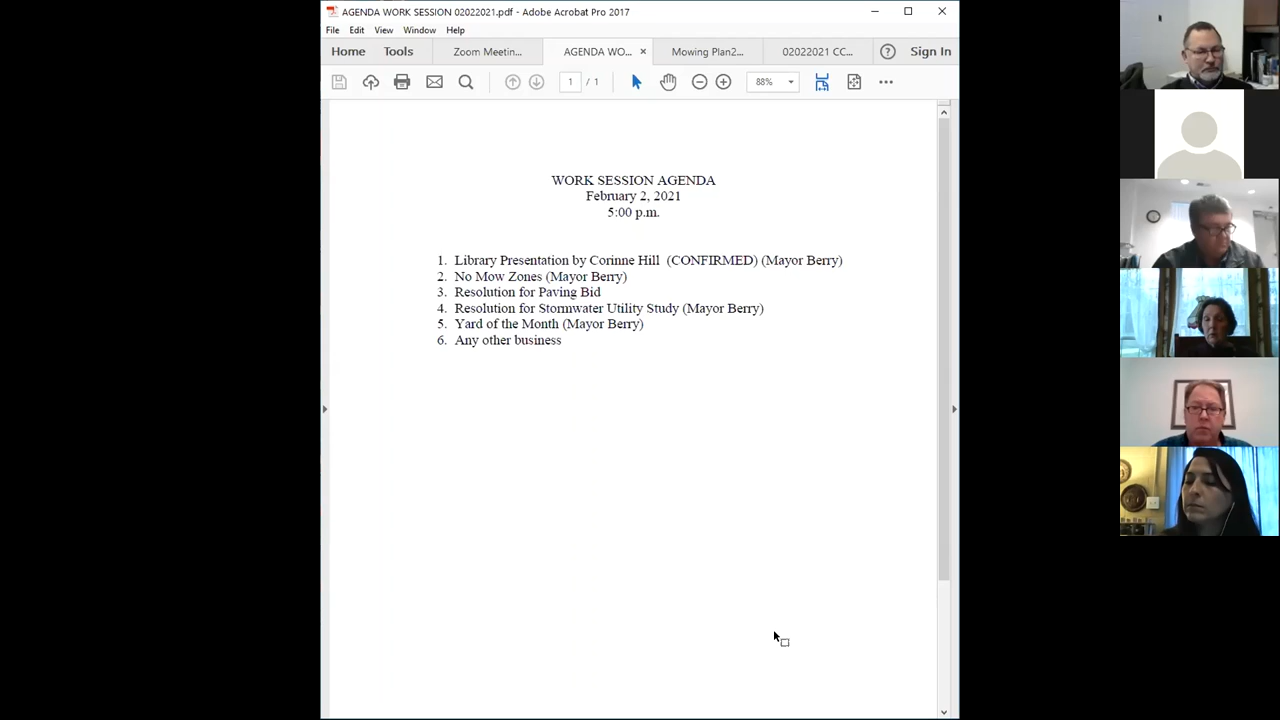 AGENDA WORK SESSION 02022021.pdf - Adobe Acrobat Pro 2017
File Edit View Window Help
Home Tools Zoom Meetin... AGENDA WO... × Mowing Plan2... 02022021 CC... Sign In
1 / 1 88%
WORK SESSION AGENDA
February 2, 2021
5:00 p.m.
1. Library Presentation by Corinne Hill (CONFIRMED) (Mayor Berry)
2. No Mow Zones (Mayor Berry)
3. Resolution for Paving Bid
4. Resolution for Stormwater Utility Study (Mayor Berry)
5. Yard of the Month (Mayor Berry)
6. Any other business